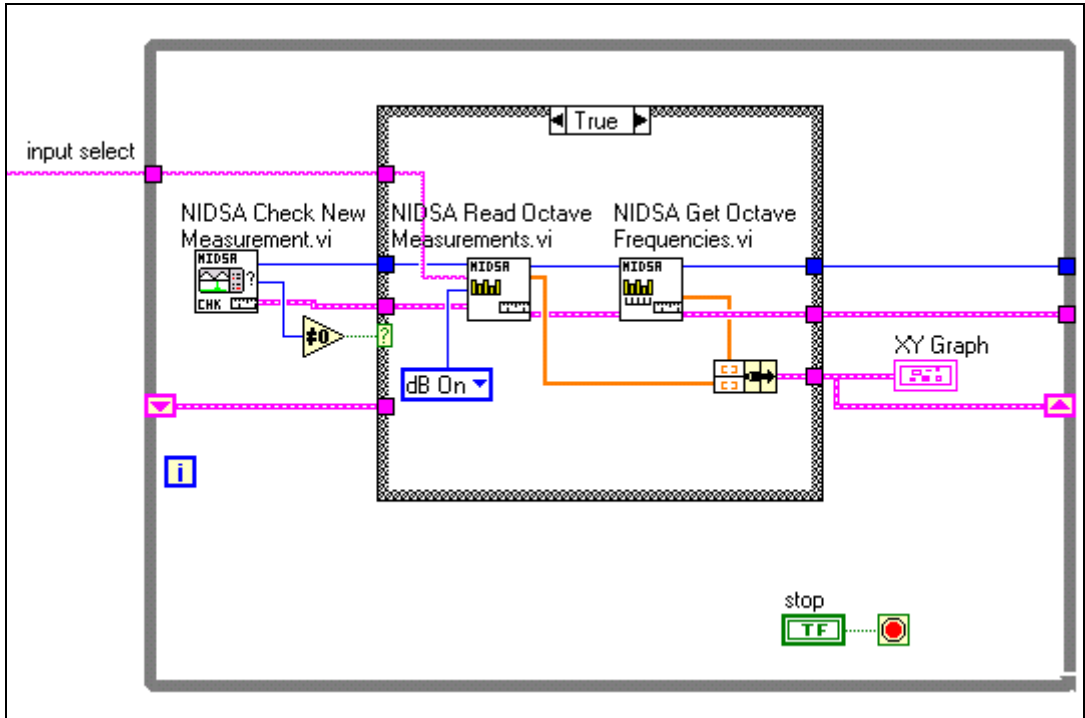 True
input select
NIDSA Check New
Measurement.vi
NIDSA Read Octave
Measurements.vi
NIDSA Get Octave
Frequencies.vi
NIDSA
?
CHK
NIDSA
NIDSA
≠0
?
dB On
XY Graph
i
stop
TF